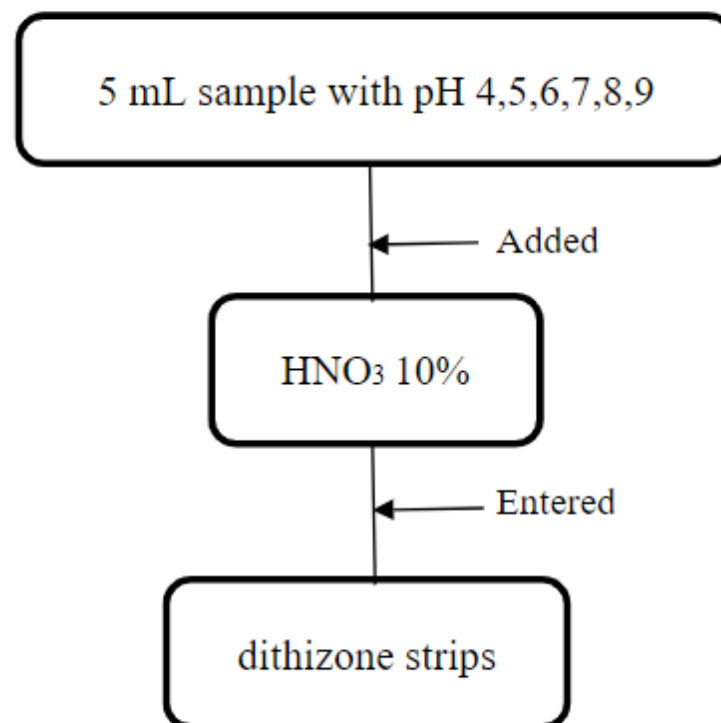 5 mL sample with pH 4,5,6,7,8,9
Added
HNO₃ 10%
Entered
dithizone strips